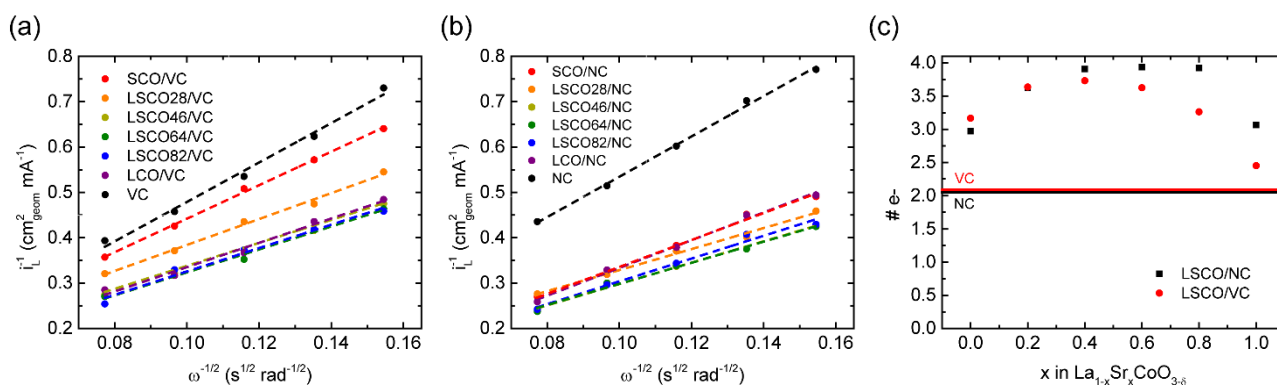 (a)
0.8
0.7
0.6
0.5
0.4
0.3
0.2
i_L^-1 (cm^2_geom mA^-1)
SCO/VC
LSCO28/VC
LSCO46/VC
LSCO64/VC
LSCO82/VC
LCO/VC
VC
0.08 0.10 0.12 0.14 0.16
ω^-1/2 (s^1/2 rad^-1/2)
(b)
0.8
0.7
0.6
0.5
0.4
0.3
0.2
i_L^-1 (cm^2_geom mA^-1)
SCO/NC
LSCO28/NC
LSCO46/NC
LSCO64/NC
LSCO82/NC
LCO/NC
NC
0.08 0.10 0.12 0.14 0.16
ω^-1/2 (s^1/2 rad^-1/2)
(c)
4.0
3.5
3.0
2.5
2.0
1.5
1.0
0.5
0.0
# e-
VC
NC
LSCO/NC
LSCO/VC
0.0 0.2 0.4 0.6 0.8 1.0
x in La_1-xSr_xCoO_3-δ